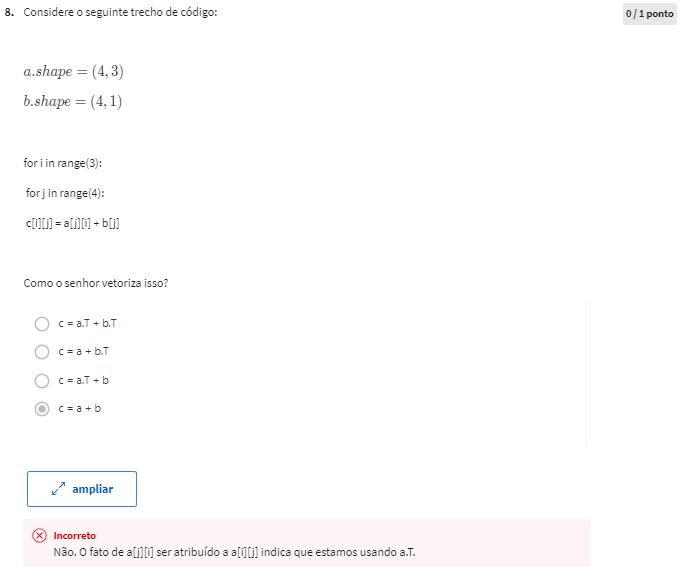 8. Considere o seguinte trecho de código:
0 / 1 ponto
a.shape = (4, 3)
b.shape = (4, 1)
for i in range(3):
for j in range(4):
c[i][j] = a[j][i] + b[j]
Como o senhor vetoriza isso?
c = a.T + b.T
c = a + b.T
c = a.T + b
c = a + b
ampliar
Incorreto
Não. O fato de a[j][i] ser atribuído a a[i][j] indica que estamos usando a.T.